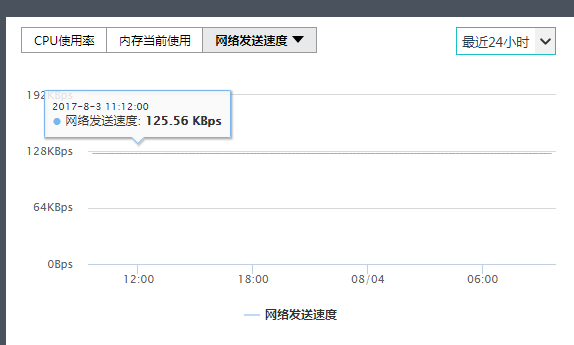 CPU使用率 内存当前使用 网络发送速度 最近24小时
192KBps
2017-8-3 11:12:00
网络发送速度: 125.56 KBps
128KBps
64KBps
0Bps
12:00 18:00 08/04 06:00
网络发送速度